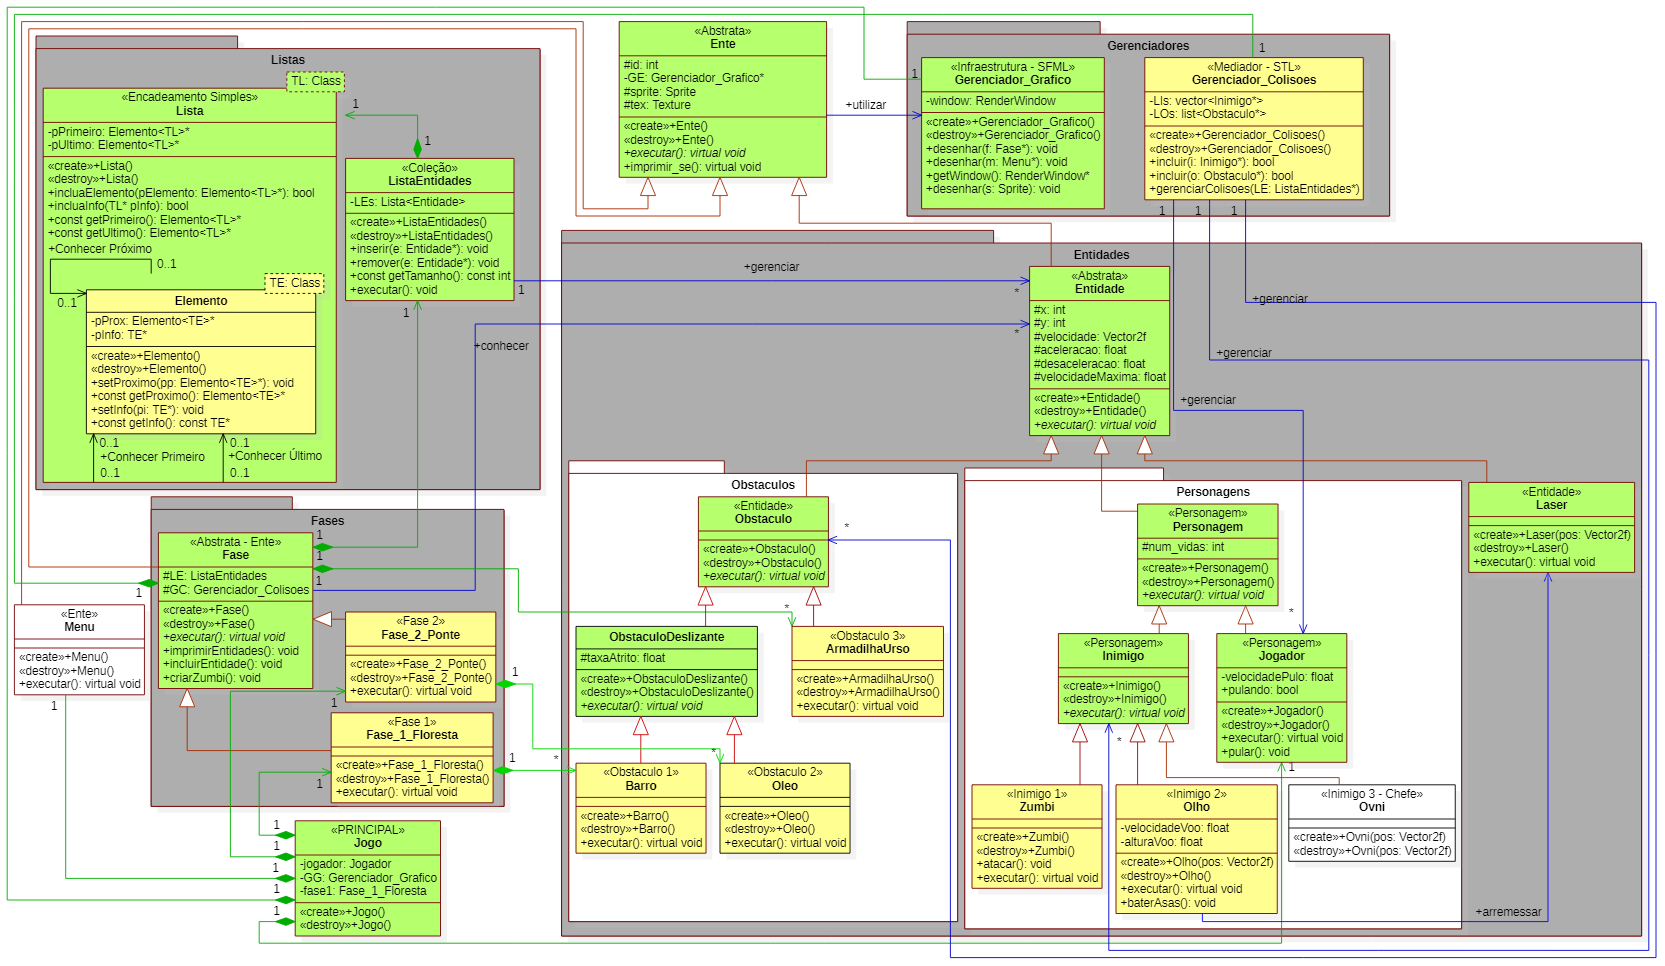 Listas
TL: Class
«Encadeamento Simples»
Lista
-pPrimeiro: Elemento<TL>*
-pUltimo: Elemento<TL>*
«create»+Lista()
«destroy»+Lista()
+incluaElemento(pElemento: Elemento<TL>*): bool
+incluaInfo(TL* pInfo): bool
+const getPrimeiro(): Elemento<TL>*
+const getUltimo(): Elemento<TL>*
+Conhecer Próximo
0..1
0..1
TE: Class
Elemento
-pProx: Elemento<TE>*
-pInfo: TE*
«create»+Elemento()
«destroy»+Elemento()
+setProximo(pp: Elemento<TE>*): void
+const getProximo(): Elemento<TE>*
+setInfo(pi: TE*): void
+const getInfo(): const TE*
0..1
0..1
+Conhecer Primeiro
+Conhecer Último
0..1
0..1
1
1
«Coleção»
ListaEntidades
-LEs: Lista<Entidade>
«create»+ListaEntidades()
«destroy»+ListaEntidades()
+inserir(e: Entidade*): void
+remover(e: Entidade*): void
+const getTamanho(): const int
+executar(): void
1
1
«Abstrata»
Ente
#id: int
-GE: Gerenciador_Grafico*
#sprite: Sprite
#tex: Texture
«create»+Ente()
«destroy»+Ente()
+executar(): virtual void
+imprimir_se(): virtual void
+utilizar
Gerenciadores
1
1
«Infraestrutura - SFML»
Gerenciador_Grafico
-window: RenderWindow
«create»+Gerenciador_Grafico()
«destroy»+Gerenciador_Grafico()
+desenhar(f: Fase*): void
+desenhar(m: Menu*): void
+getWindow(): RenderWindow*
+desenhar(s: Sprite): void
«Mediador - STL»
Gerenciador_Colisoes
-LIs: vector<Inimigo*>
-LOs: list<Obstaculo*>
«create»+Gerenciador_Colisoes()
«destroy»+Gerenciador_Colisoes()
+incluir(i: Inimigo*): bool
+incluir(o: Obstaculo*): bool
+gerenciarColisoes(LE: ListaEntidades*)
1
1
1
+gerenciar
+conhecer
*
*
+gerenciar
+gerenciar
+gerenciar
Entidades
«Abstrata»
Entidade
#x: int
#y: int
#velocidade: Vector2f
#aceleracao: float
#desaceleracao: float
#velocidadeMaxima: float
«create»+Entidade()
«destroy»+Entidade()
+executar(): virtual void
Obstaculos
«Entidade»
Obstaculo
«create»+Obstaculo()
«destroy»+Obstaculo()
+executar(): virtual void
*
ObstaculoDeslizante
#taxaAtrito: float
«create»+ObstaculoDeslizante()
«destroy»+ObstaculoDeslizante()
+executar(): virtual void
*
«Obstaculo 3»
ArmadilhaUrso
«create»+ArmadilhaUrso()
«destroy»+ArmadilhaUrso()
+executar(): virtual void
*
«Obstaculo 1»
Barro
«create»+Barro()
«destroy»+Barro()
+executar(): virtual void
*
«Obstaculo 2»
Oleo
«create»+Oleo()
«destroy»+Oleo()
+executar(): virtual void
Personagens
«Personagem»
Personagem
#num_vidas: int
«create»+Personagem()
«destroy»+Personagem()
+executar(): virtual void
«Personagem»
Inimigo
«create»+Inimigo()
«destroy»+Inimigo()
+executar(): virtual void
*
*
«Personagem»
Jogador
-velocidadePulo: float
+pulando: bool
«create»+Jogador()
«destroy»+Jogador()
+executar(): virtual void
+pular(): void
1
«Inimigo 1»
Zumbi
«create»+Zumbi()
«destroy»+Zumbi()
+atacar(): void
+executar(): virtual void
«Inimigo 2»
Olho
-velocidadeVoo: float
-alturaVoo: float
«create»+Olho(pos: Vector2f)
«destroy»+Olho()
+executar(): virtual void
+baterAsas(): void
«Inimigo 3 - Chefe»
Ovni
«create»+Ovni(pos: Vector2f)
«destroy»+Ovni(pos: Vector2f)
+arremessar
«Entidade»
Laser
«create»+Laser(pos: Vector2f)
«destroy»+Laser()
+executar(): virtual void
Fases
«Abstrata - Ente»
Fase
#LE: ListaEntidades
#GC: Gerenciador_Colisoes
«create»+Fase()
«destroy»+Fase()
+executar(): virtual void
+imprimirEntidades(): void
+incluirEntidade(): void
+criarZumbi(): void
1
1
1
1
«Fase 2»
Fase_2_Ponte
«create»+Fase_2_Ponte()
«destroy»+Fase_2_Ponte()
+executar(): virtual void
1
1
«Fase 1»
Fase_1_Floresta
«create»+Fase_1_Floresta()
«destroy»+Fase_1_Floresta()
+executar(): virtual void
1
1
«Ente»
Menu
«create»+Menu()
«destroy»+Menu()
+executar(): virtual void
1
«PRINCIPAL»
Jogo
-jogador: Jogador
-GG: Gerenciador_Grafico
-fase1: Fase_1_Floresta
«create»+Jogo()
«destroy»+Jogo()
1
1
1
1
1